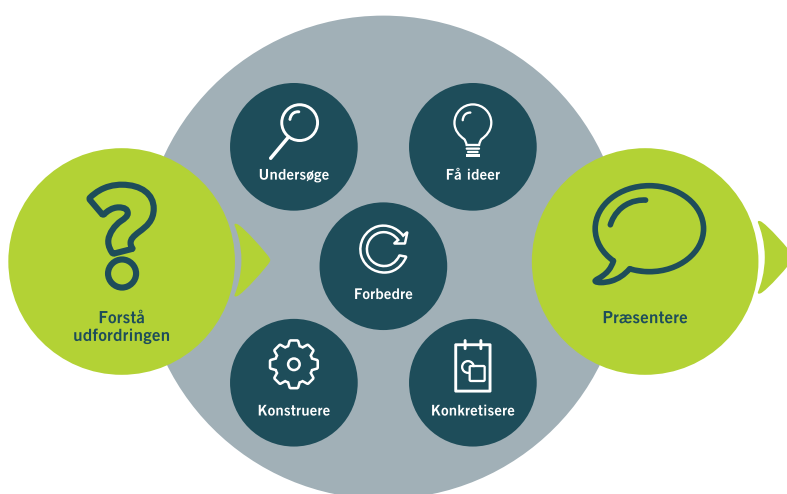 Undersøge
Få ideer
Forbedre
Forstå
udfordringen
Præsentere
Konstruere
Konkretisere